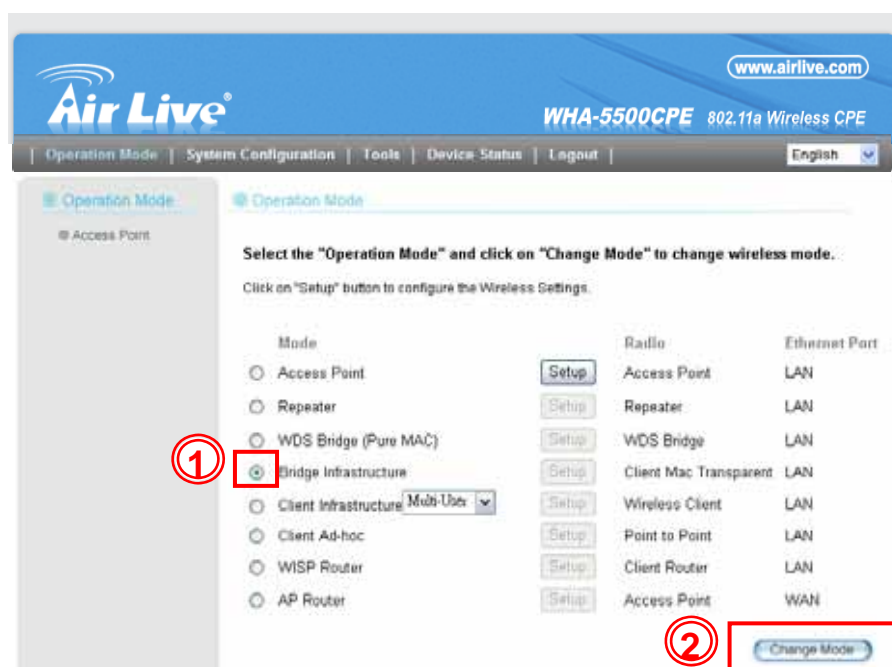 www.airlive.com
Air Live®
WHA-5500CPE 802.11a Wireless CPE
| Operation Mode | System Configuration | Tools | Device Status | Logout | English
Operation Mode
Access Point
Operation Mode
Select the "Operation Mode" and click on "Change Mode" to change wireless mode.
Click on "Setup" button to configure the Wireless Settings.
Mode Radio Ethernet Port
Access Point Setup Access Point LAN
Repeater Setup Repeater LAN
WDS Bridge (Pure MAC) Setup WDS Bridge LAN
1 Bridge Infrastructure Setup Client Mac Transparent LAN
Client Infrastructure Multi-User Setup Wireless Client LAN
Client Ad-hoc Setup Point to Point LAN
WISP Router Setup Client Router LAN
AP Router Setup Access Point WAN
2 Change Mode